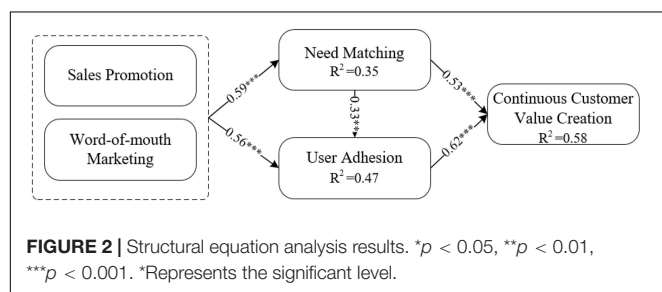 Sales Promotion
Word-of-mouth
Marketing
0.59***
0.56***
Need Matching
R²=0.35
0.33**
User Adhesion
R²=0.47
0.53***
0.62***
Continuous Customer
Value Creation
R²=0.58
FIGURE 2 | Structural equation analysis results. *p < 0.05, **p < 0.01,
***p < 0.001. *Represents the significant level.